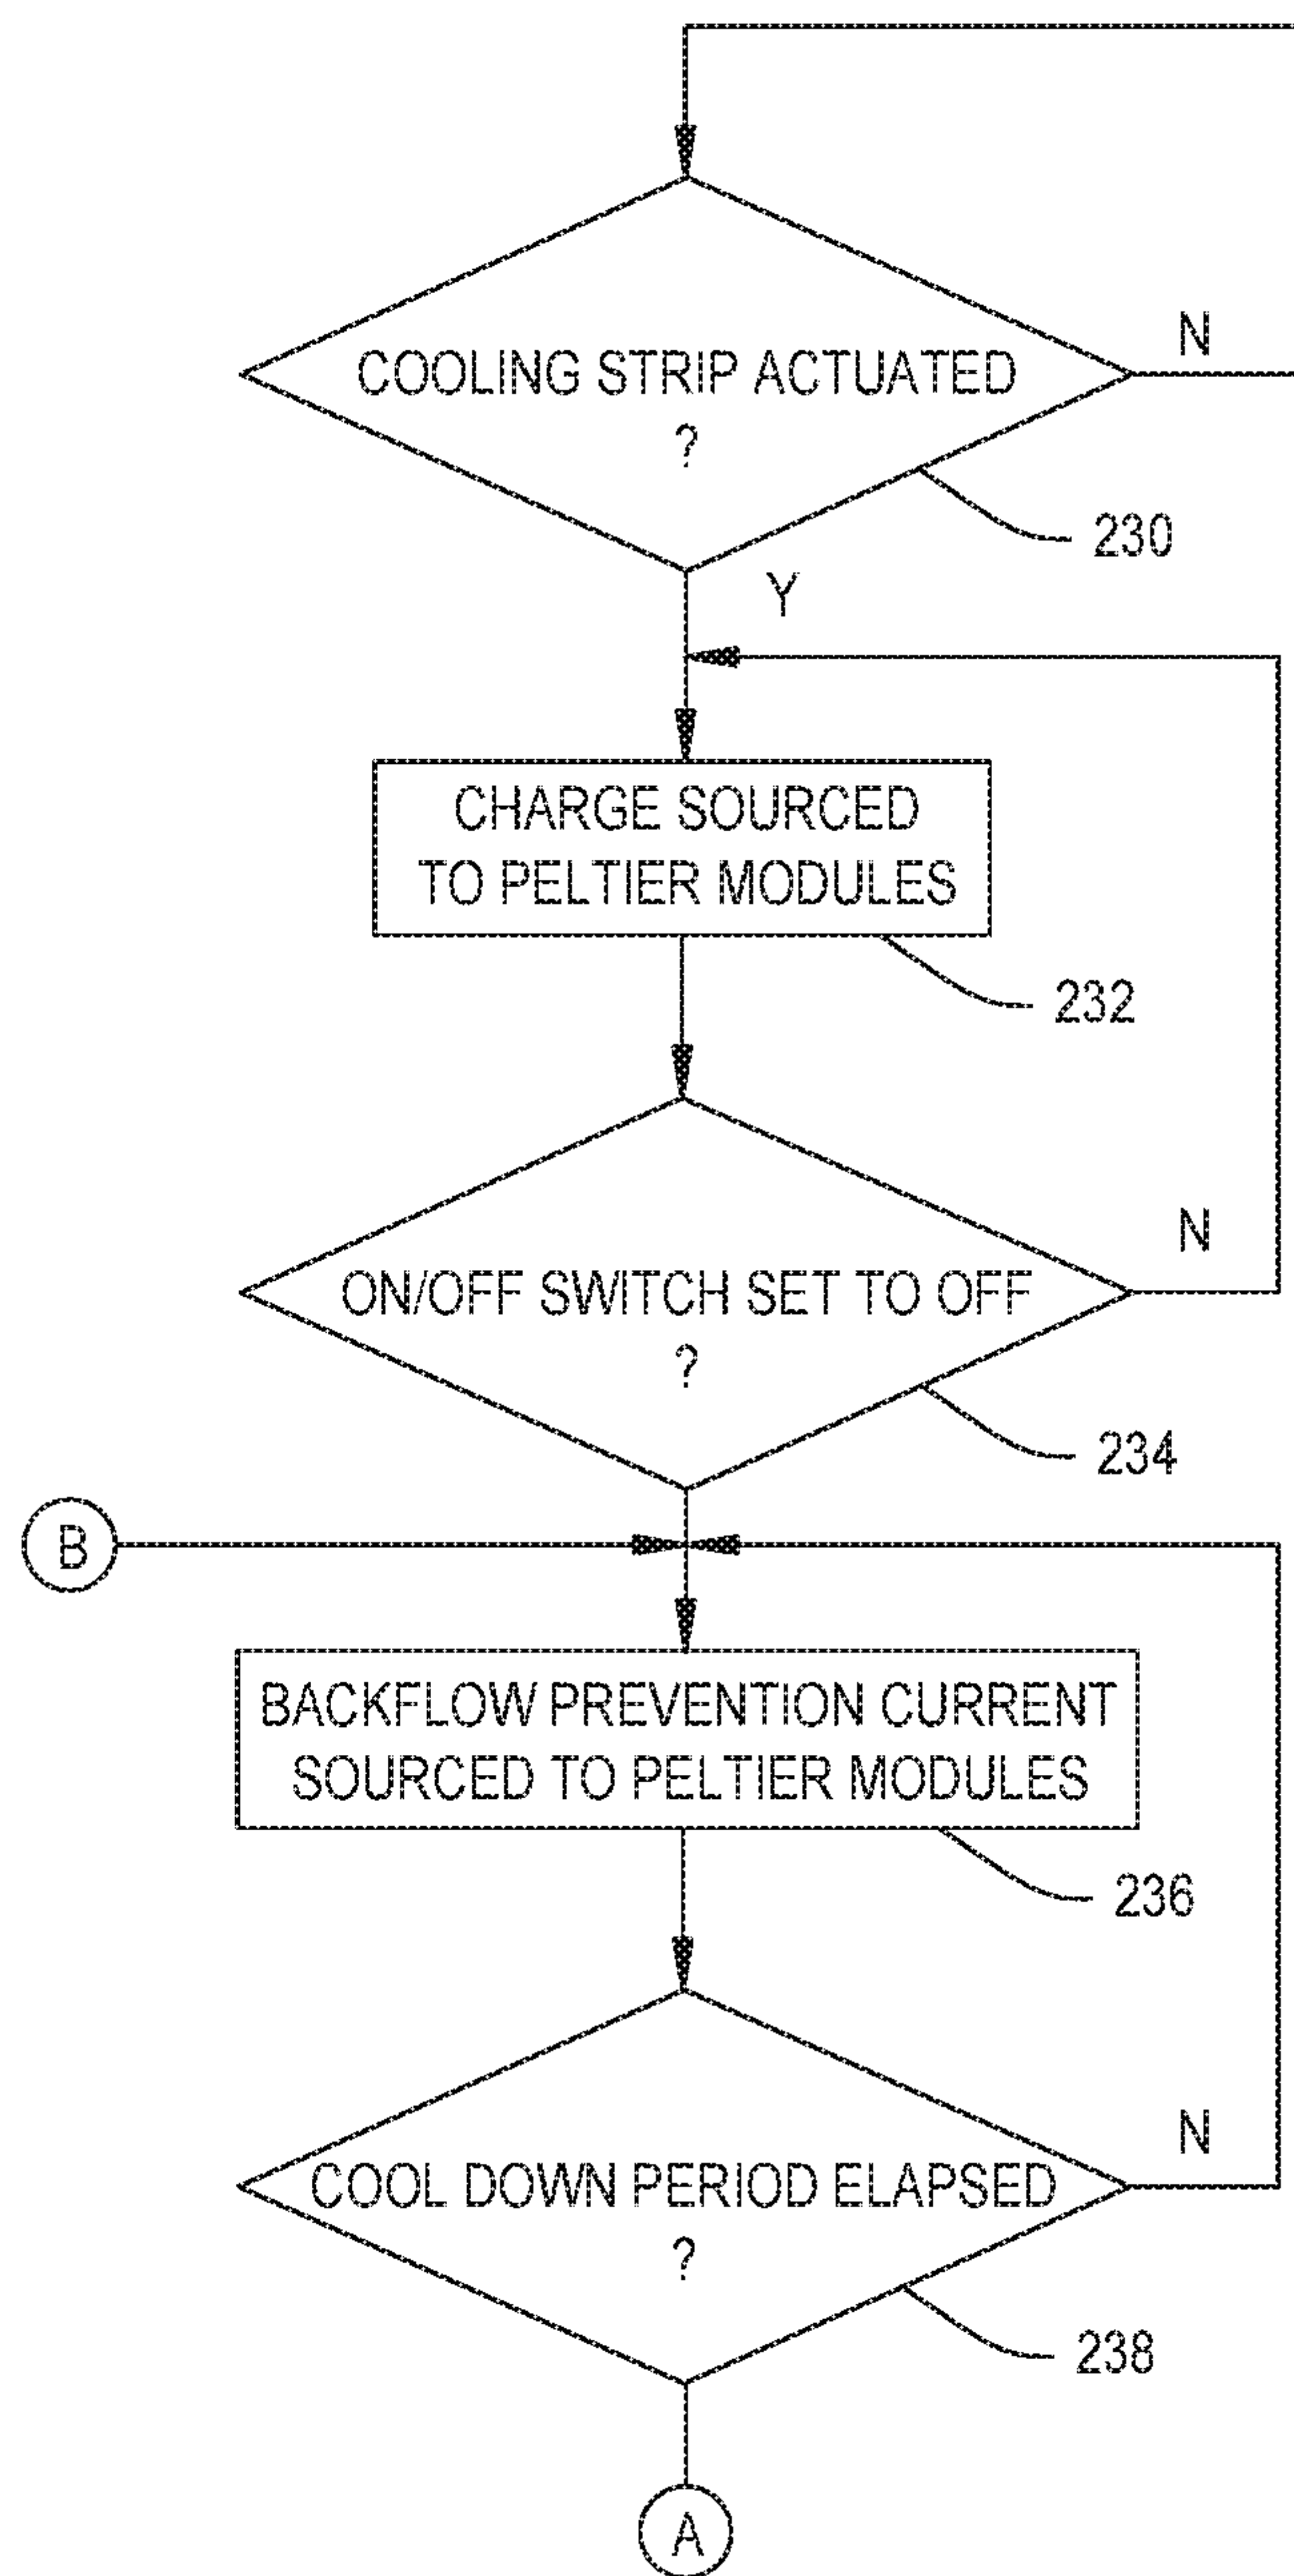 COOLING STRIP ACTUATED
?
N
230
Y
CHARGE SOURCED
TO PELTIER MODULES
232
ON/OFF SWITCH SET TO OFF
?
N
234
B
BACKFLOW PREVENTION CURRENT
SOURCED TO PELTIER MODULES
236
COOL DOWN PERIOD ELAPSED
?
N
238
A